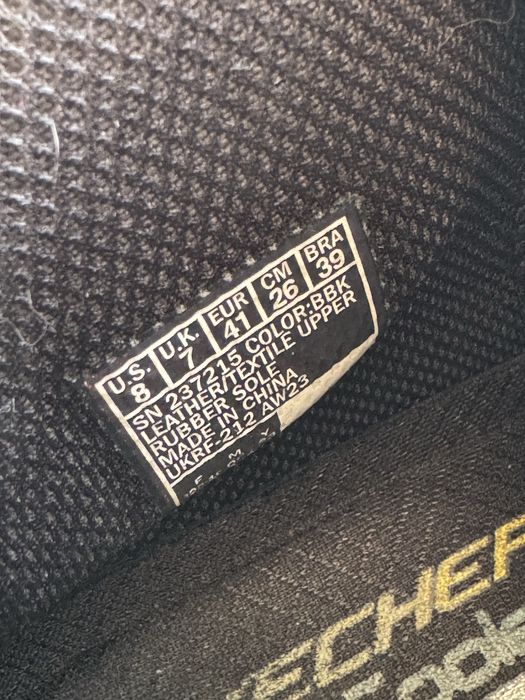 U.S. U.K. EUR CM BRA
8 7 41 26 39
SN 237215 COLOR:BBK
LEATHER/TEXTILE UPPER
RUBBER SOLE
MADE IN CHINA
UKRF-212 AW23